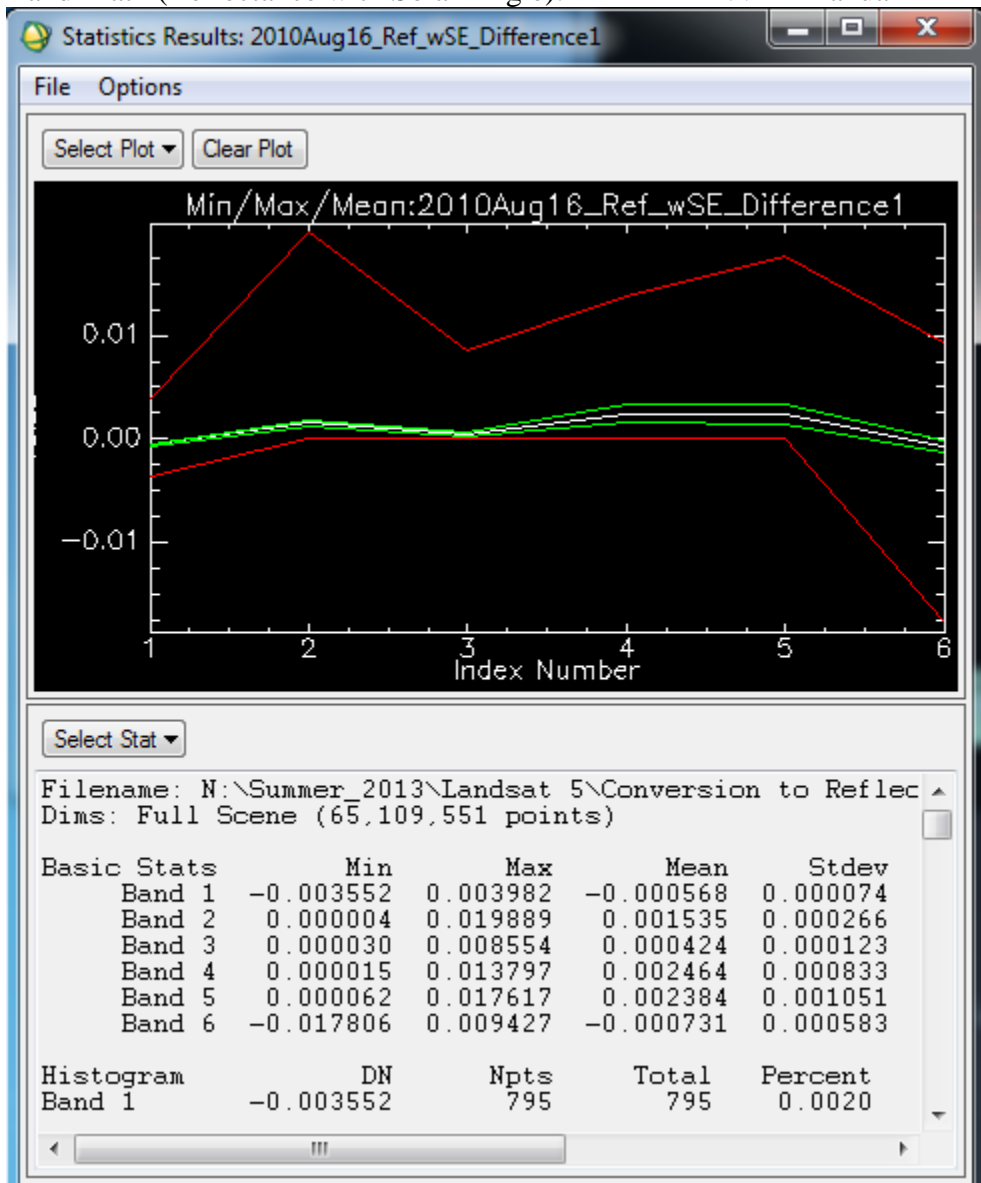 Statistics Results: 2010Aug16_Ref_wSE_Difference1
File Options
Select Plot Clear Plot
Min/Max/Mean:2010Aug16_Ref_wSE_Difference1
0.01
0.00
-0.01
1 2 3 4 5 6
Index Number
Select Stat
Filename: N:\Summer_2013\Landsat 5\Conversion to Reflec
Dims: Full Scene (65,109,551 points)
Basic Stats Min Max Mean Stdev
Band 1 -0.003552 0.003982 -0.000568 0.000074
Band 2 0.000004 0.019889 0.001535 0.000266
Band 3 0.000030 0.008554 0.000424 0.000123
Band 4 0.000015 0.013797 0.002464 0.000833
Band 5 0.000062 0.017617 0.002384 0.001051
Band 6 -0.017806 0.009427 -0.000731 0.000583
Histogram DN Npts Total Percent
Band 1 -0.003552 795 795 0.0020